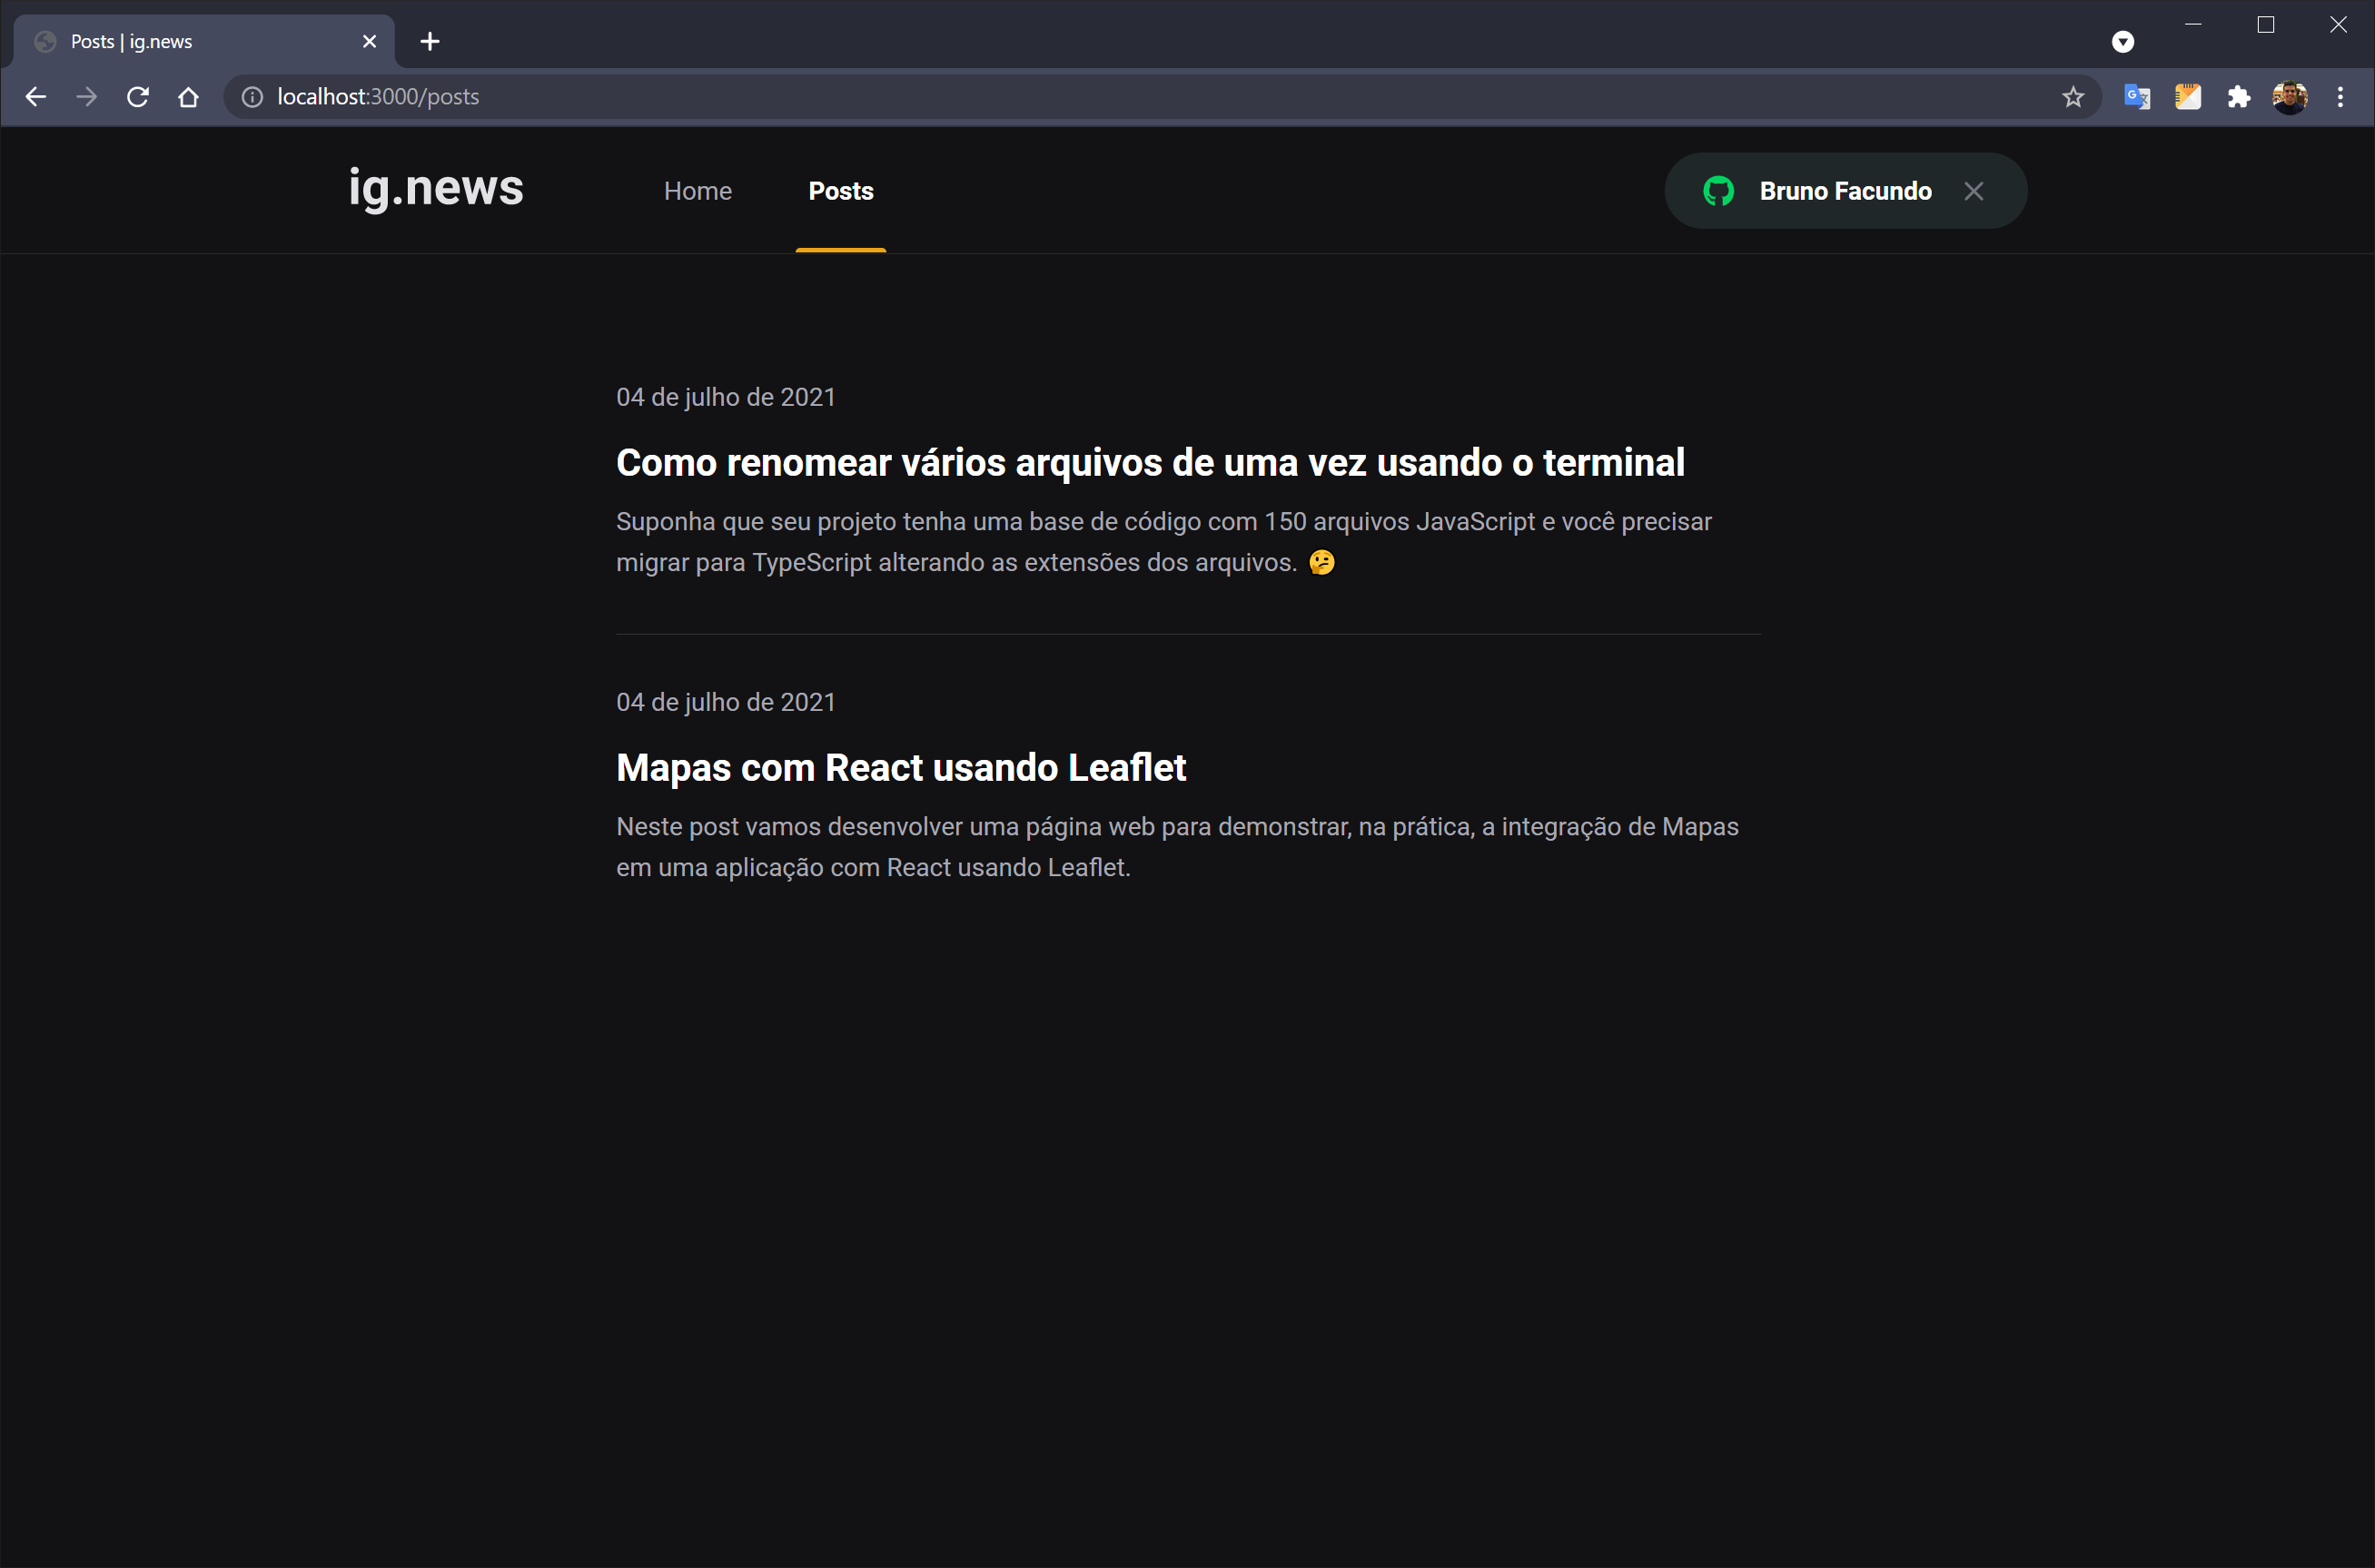 Posts | ig.news
localhost:3000/posts
ig.news
Home
Posts
Bruno Facundo
04 de julho de 2021
Como renomear vários arquivos de uma vez usando o terminal
Suponha que seu projeto tenha uma base de código com 150 arquivos JavaScript e você precisar
migrar para TypeScript alterando as extensões dos arquivos. 🤔
04 de julho de 2021
Mapas com React usando Leaflet
Neste post vamos desenvolver uma página web para demonstrar, na prática, a integração de Mapas
em uma aplicação com React usando Leaflet.